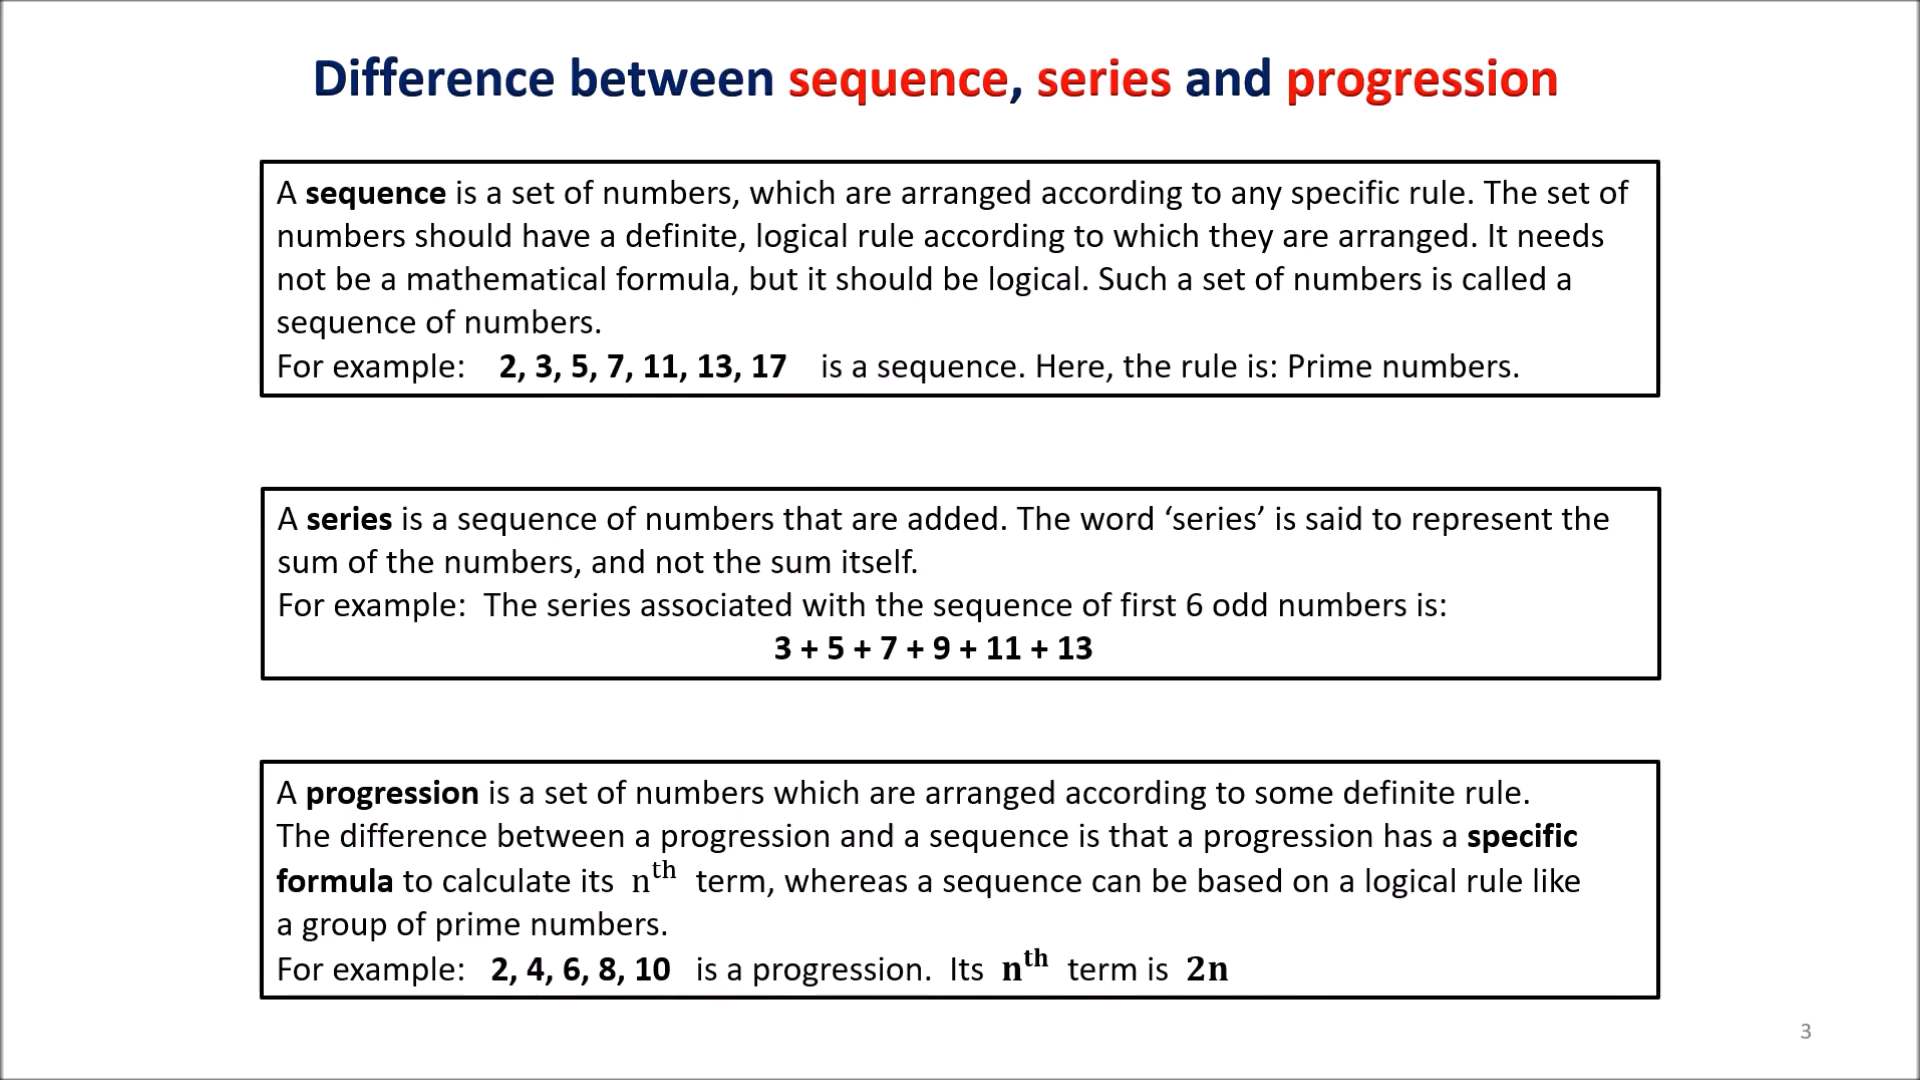 Difference between sequence, series and progression
A sequence is a set of numbers, which are arranged according to any specific rule. The set of
numbers should have a definite, logical rule according to which they are arranged. It needs
not be a mathematical formula, but it should be logical. Such a set of numbers is called a
sequence of numbers.
For example: 2, 3, 5, 7, 11, 13, 17 is a sequence. Here, the rule is: Prime numbers.
A series is a sequence of numbers that are added. The word ‘series’ is said to represent the
sum of the numbers, and not the sum itself.
For example: The series associated with the sequence of first 6 odd numbers is:
3 + 5 + 7 + 9 + 11 + 13
A progression is a set of numbers which are arranged according to some definite rule.
The difference between a progression and a sequence is that a progression has a specific
formula to calculate its nth term, whereas a sequence can be based on a logical rule like
a group of prime numbers.
For example: 2, 4, 6, 8, 10 is a progression. Its nth term is 2n
3